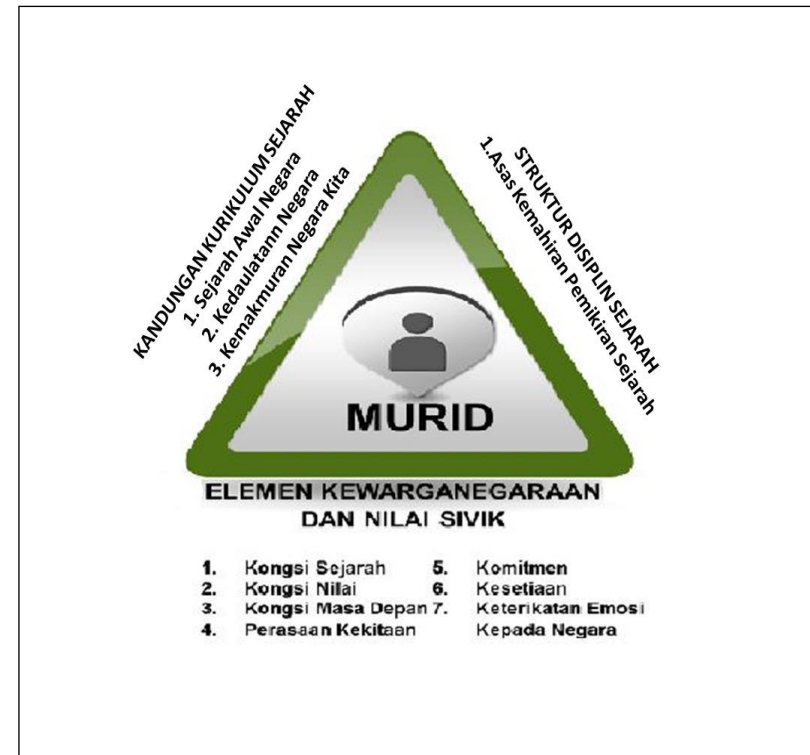 KANDUNGAN KURIKULUM SEJARAH
1. Sejarah Awal Negara
2. Kedaulatann Negara
3. Kemakmuran Negara Kita
STRUKTUR DISIPLIN SEJARAH
1.Asas Kemahiran Pemikiran Sejarah
MURID
ELEMEN KEWARGANEGARAAN
DAN NILAI SIVIK
1. Kongsi Sejarah
2. Kongsi Nilai
3. Kongsi Masa Depan
4. Perasaan Kekitaan
5. Komitmen
6. Kesetiaan
7. Keterikatan Emosi
Kepada Negara